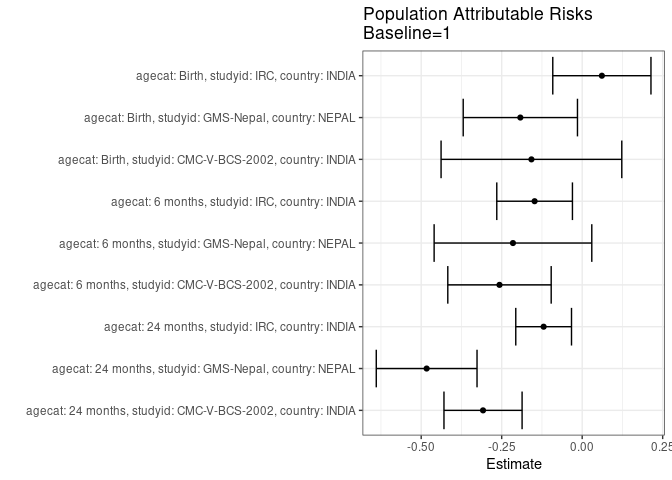 Population Attributable Risks
Baseline=1
agecat: Birth, studyid: IRC, country: INDIA
agecat: Birth, studyid: GMS-Nepal, country: NEPAL
agecat: Birth, studyid: CMC-V-BCS-2002, country: INDIA
agecat: 6 months, studyid: IRC, country: INDIA
agecat: 6 months, studyid: GMS-Nepal, country: NEPAL
agecat: 6 months, studyid: CMC-V-BCS-2002, country: INDIA
agecat: 24 months, studyid: IRC, country: INDIA
agecat: 24 months, studyid: GMS-Nepal, country: NEPAL
agecat: 24 months, studyid: CMC-V-BCS-2002, country: INDIA
-0.50 -0.25 0.00 0.25
Estimate